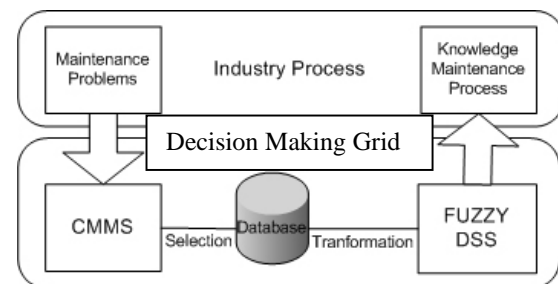 Maintenance
Problems
Industry Process
Knowledge
Maintenance
Process
Decision Making Grid
CMMS
Selection
Database
Tranformation
FUZZY
DSS